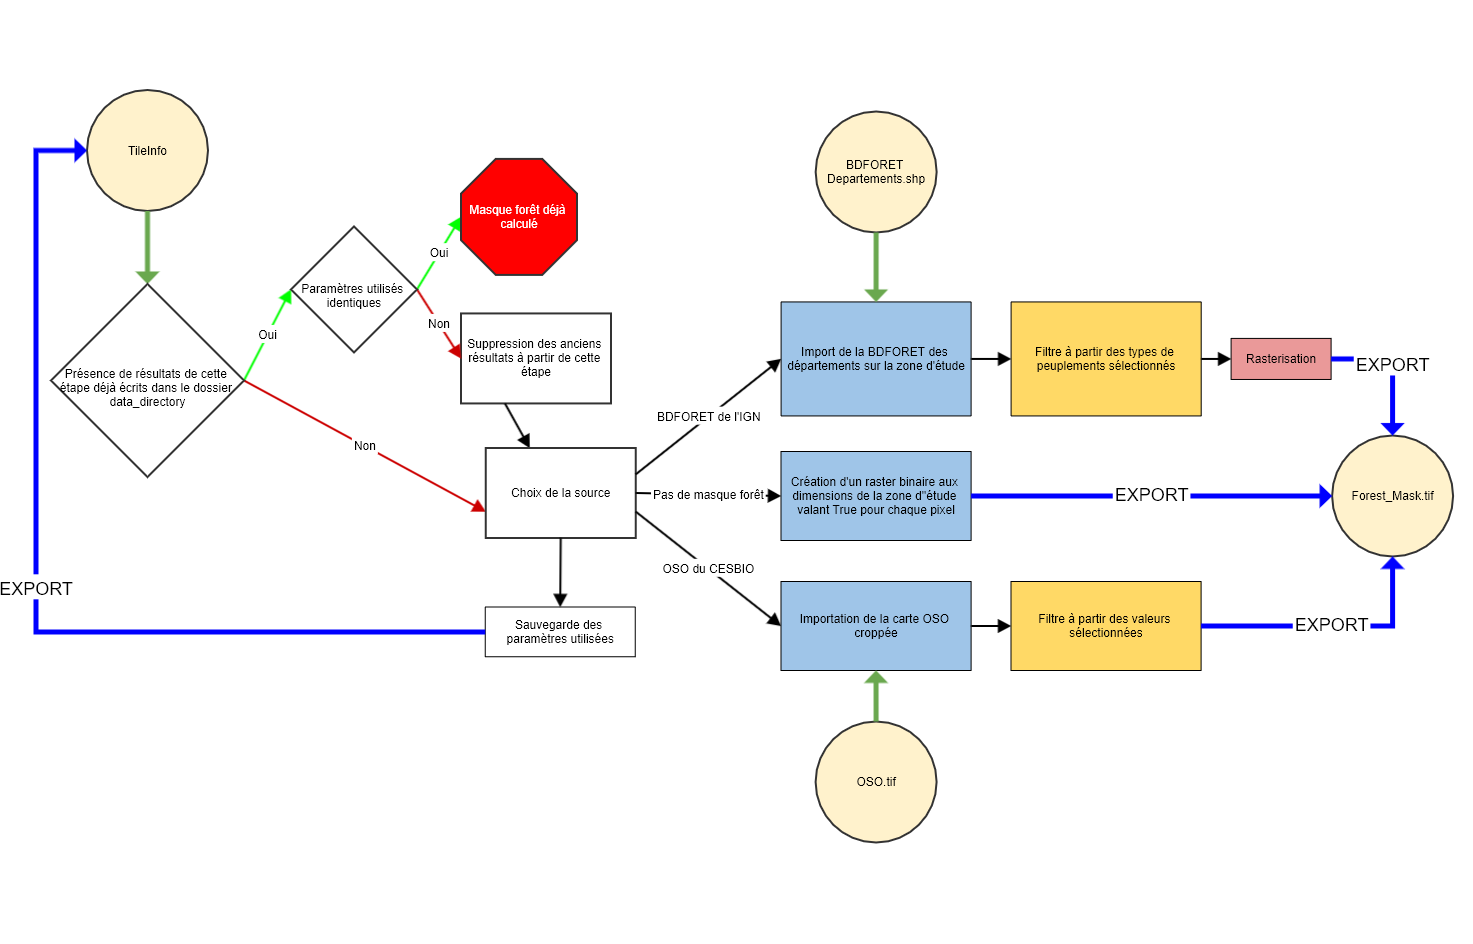 TileInfo
BDFORET
Departements.shp
Masque forêt déjà
calculé
Oui
Paramètres utilisés
identiques
Non
Oui
Suppression des anciens
résultats à partir de cette
étape
Présence de résultats de cette
étape déjà écrits dans le dossier
data_directory
Non
Import de la BDFORET des
départements sur la zone d'étude
Filtre à partir des types de
peuplements sélectionnés
Rasterisation
EXPORT
BDFORET de l'IGN
Choix de la source
Pas de masque forêt
Création d'un raster binaire aux
dimensions de la zone d''étude
valant True pour chaque pixel
EXPORT
Forest_Mask.tif
OSO du CESBIO
EXPORT
Sauvegarde des
paramètres utilisées
Importation de la carte OSO
croppée
Filtre à partir des valeurs
sélectionnées
EXPORT
OSO.tif